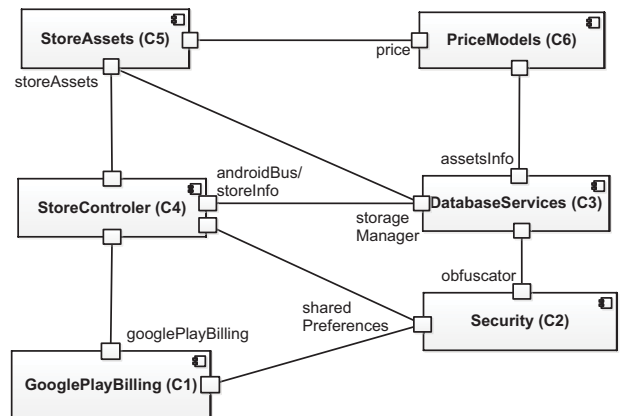 StoreAssets (C5)
PriceModels (C6)
price
storeAssets
androidBus/
storeInfo
assetsInfo
StoreControler (C4)
DatabaseServices (C3)
storage
Manager
obfuscator
shared
Preferences
Security (C2)
googlePlayBilling
GooglePlayBilling (C1)